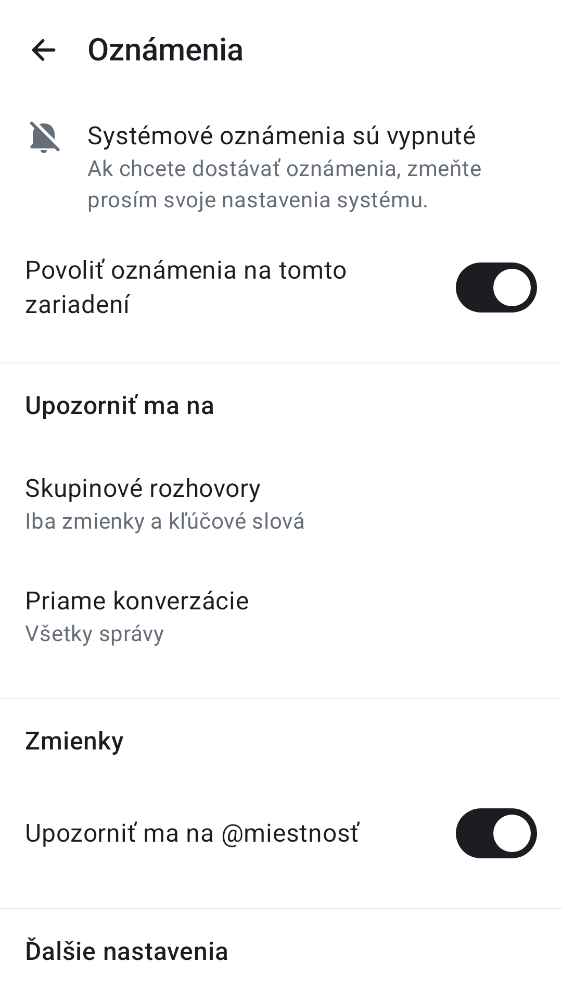 Oznámenia
Systémové oznámenia sú vypnuté
Ak chcete dostávať oznámenia, zmeňte
prosím svoje nastavenia systému.
Povoliť oznámenia na tomto
zariadení
Upozorniť ma na
Skupinové rozhovory
Iba zmienky a kľúčové slová
Priame konverzácie
Všetky správy
Zmienky
Upozorniť ma na @miestnosť
Ďalšie nastavenia